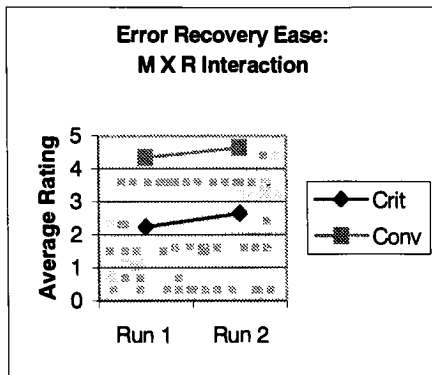 Error Recovery Ease:
M X R Interaction
Average Rating
5
4
3
2
1
0
Run 1 Run 2
Crit
Conv